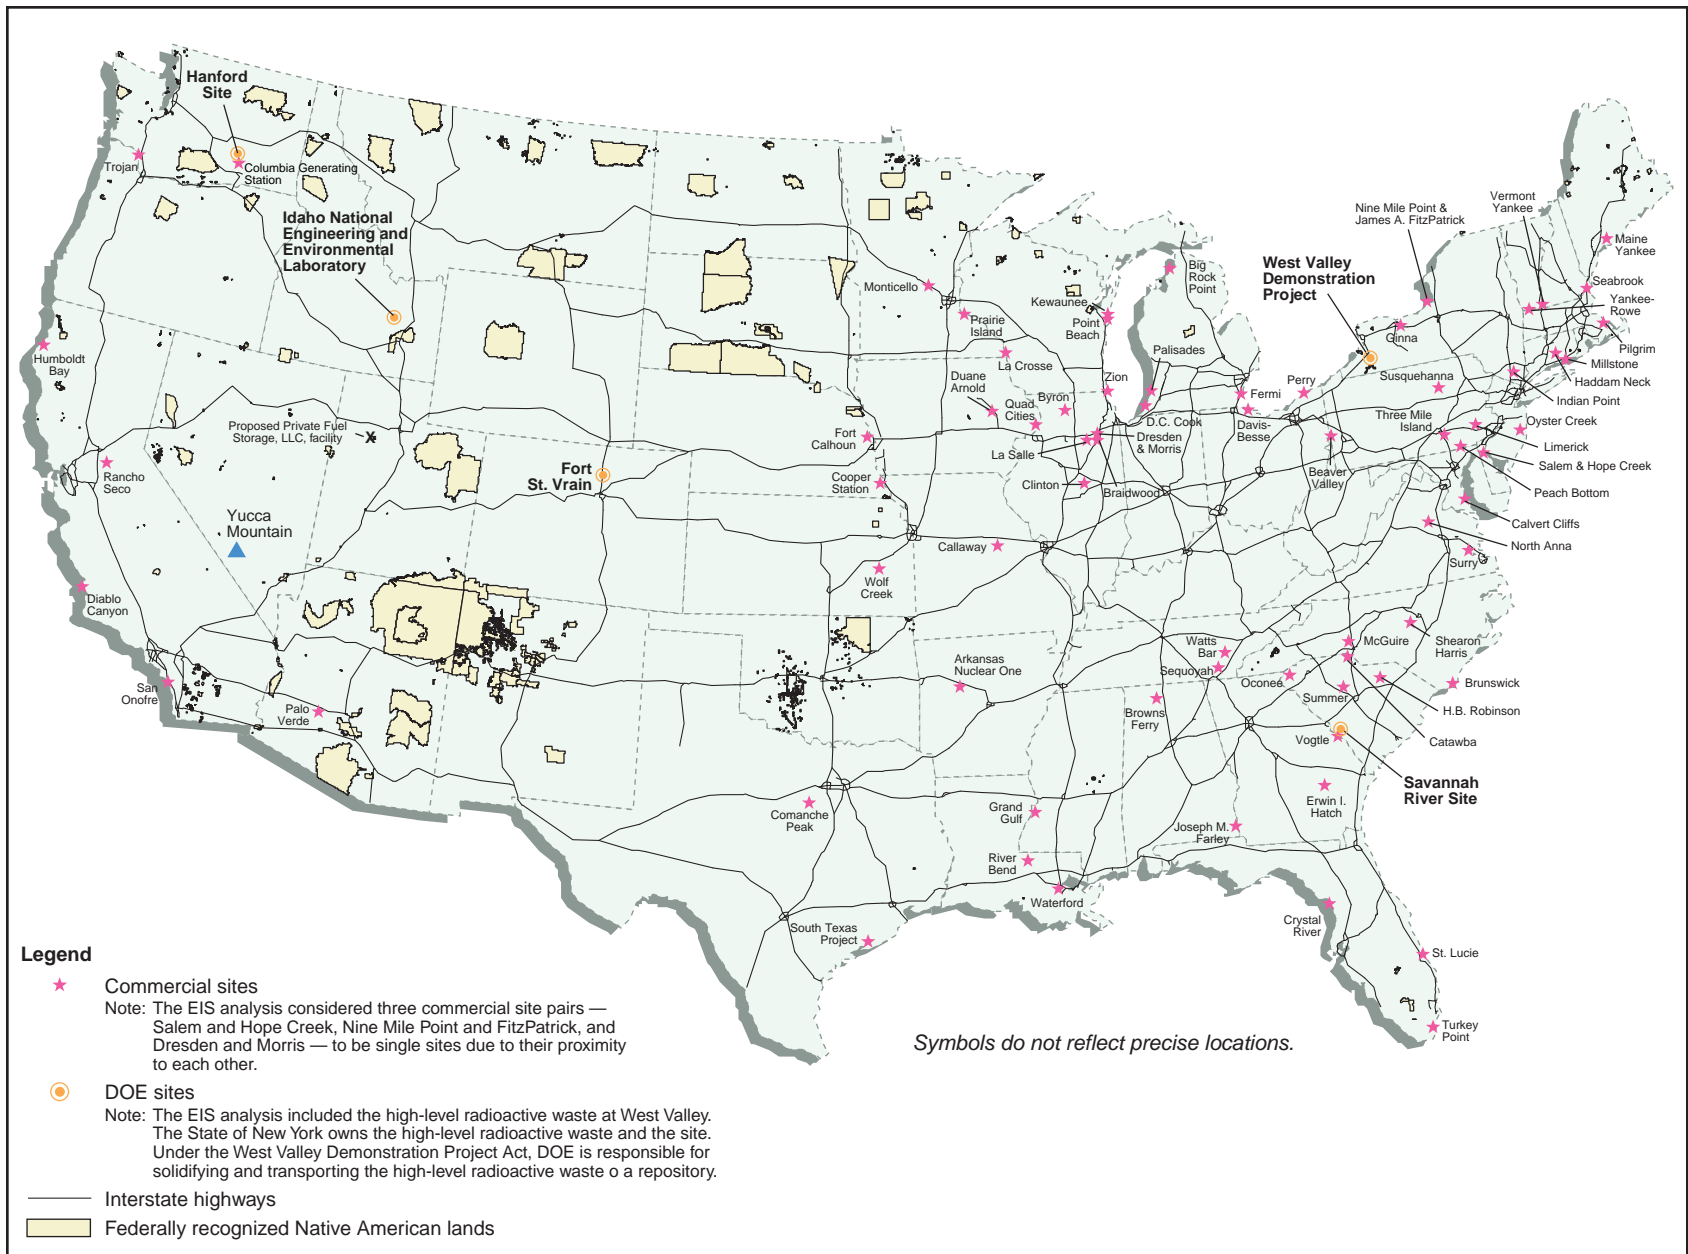 Hanford
Site
Trojan
Columbia Generating
Station
Idaho National
Engineering and
Environmental
Laboratory
Humboldt
Bay
Proposed Private Fuel
Storage, LLC, facility
Rancho
Seco
Yucca
Mountain
Diablo
Canyon
San
Onofre
Palo
Verde
Fort
St. Vrain
Monticello
Prairie
Island
Kewaunee
Point
Beach
Big
Rock
Point
La Crosse
Duane
Arnold
Quad
Cities
Byron
Zion
Palisades
D.C. Cook
Dresden
& Morris
La Salle
Fort
Calhoun
Cooper
Station
Clinton
Braidwood
Callaway
Wolf
Creek
Arkansas
Nuclear One
Comanche
Peak
South Texas
Project
Grand
Gulf
River
Bend
Waterford
Fermi
Davis-
Besse
Perry
Beaver
Valley
West Valley
Demonstration
Project
Nine Mile Point &
James A. FitzPatrick
Vermont
Yankee
Maine
Yankee
Seabrook
Yankee-
Rowe
Pilgrim
Millstone
Haddam Neck
Indian Point
Ginna
Susquehanna
Three Mile
Island
Oyster Creek
Limerick
Salem & Hope Creek
Peach Bottom
Calvert Cliffs
North Anna
Surry
Watts
Bar
Sequoyah
Browns
Ferry
Oconee
McGuire
Shearon
Harris
Summer
Brunswick
H.B. Robinson
Catawba
Vogtle
Savannah
River Site
Erwin I.
Hatch
Joseph M.
Farley
Crystal
River
St. Lucie
Turkey
Point
Symbols do not reflect precise locations.
Legend
Commercial sites
Note: The EIS analysis considered three commercial site pairs —
Salem and Hope Creek, Nine Mile Point and FitzPatrick, and
Dresden and Morris — to be single sites due to their proximity
to each other.
DOE sites
Note: The EIS analysis included the high-level radioactive waste at West Valley.
The State of New York owns the high-level radioactive waste and the site.
Under the West Valley Demonstration Project Act, DOE is responsible for
solidifying and transporting the high-level radioactive waste o a repository.
Interstate highways
Federally recognized Native American lands